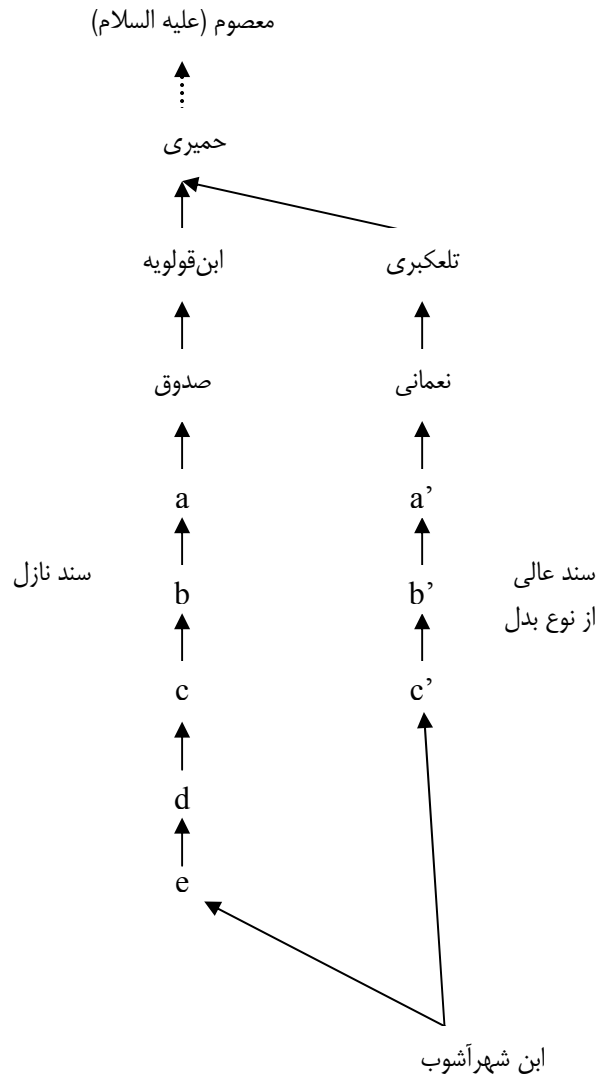 معصوم (علیه السلام)
حمیری
تلعکبری ابن‌قولویه
نعمانی صدوق
a a’
سند عالی سند نازل
b b’
از نوع بدل
c c’
d
e
ابن شهرآشوب